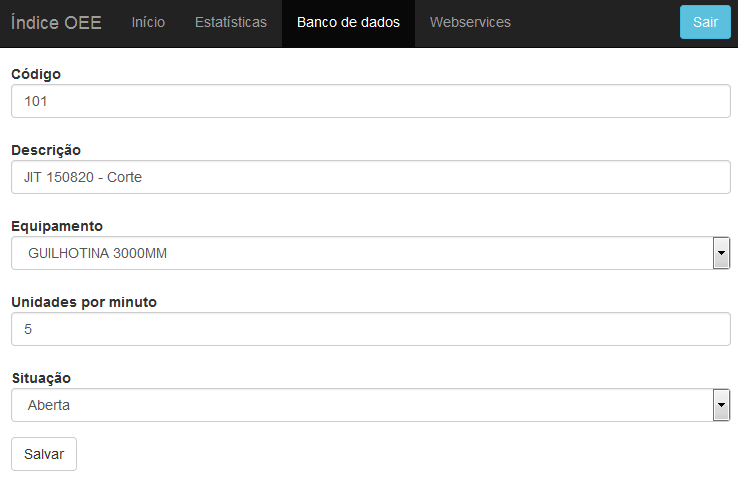 Índice OEE Início Estatísticas Banco de dados Webservices Sair
Código
101
Descrição
JIT 150820 - Corte
Equipamento
GUILHOTINA 3000MM
Unidades por minuto
5
Situação
Aberta
Salvar